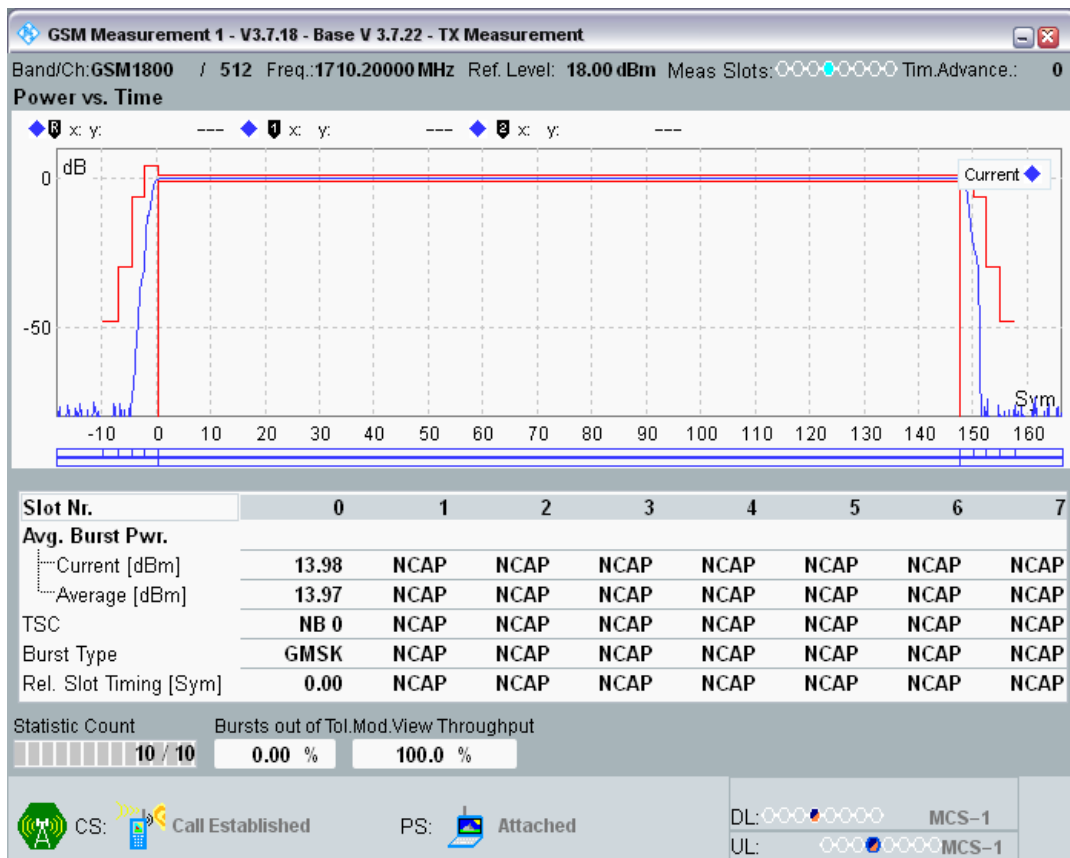 GSM Measurement 1 - V3.7.18 - Base V 3.7.22 - TX Measurement
Band/Ch:GSM1800 / 512 Freq.:1710.20000 MHz Ref. Level: 18.00 dBm Meas Slots: Tim.Advance.: 0
Power vs. Time
R x: y: --- 1 x: y: --- 2 x: y: ---
dB
Current
0
-50
Sym
-10 0 10 20 30 40 50 60 70 80 90 100 110 120 130 140 150 160
Slot Nr. 0 1 2 3 4 5 6 7
Avg. Burst Pwr.
Current [dBm] 13.98 NCAP NCAP NCAP NCAP NCAP NCAP NCAP
Average [dBm] 13.97 NCAP NCAP NCAP NCAP NCAP NCAP NCAP
TSC NB 0 NCAP NCAP NCAP NCAP NCAP NCAP NCAP
Burst Type GMSK NCAP NCAP NCAP NCAP NCAP NCAP NCAP
Rel. Slot Timing [Sym] 0.00 NCAP NCAP NCAP NCAP NCAP NCAP NCAP
Statistic Count Bursts out of Tol. Mod.View Throughput
10 / 10 0.00 % 100.0 %
CS: Call Established PS: Attached
DL: MCS-1
UL: MCS-1